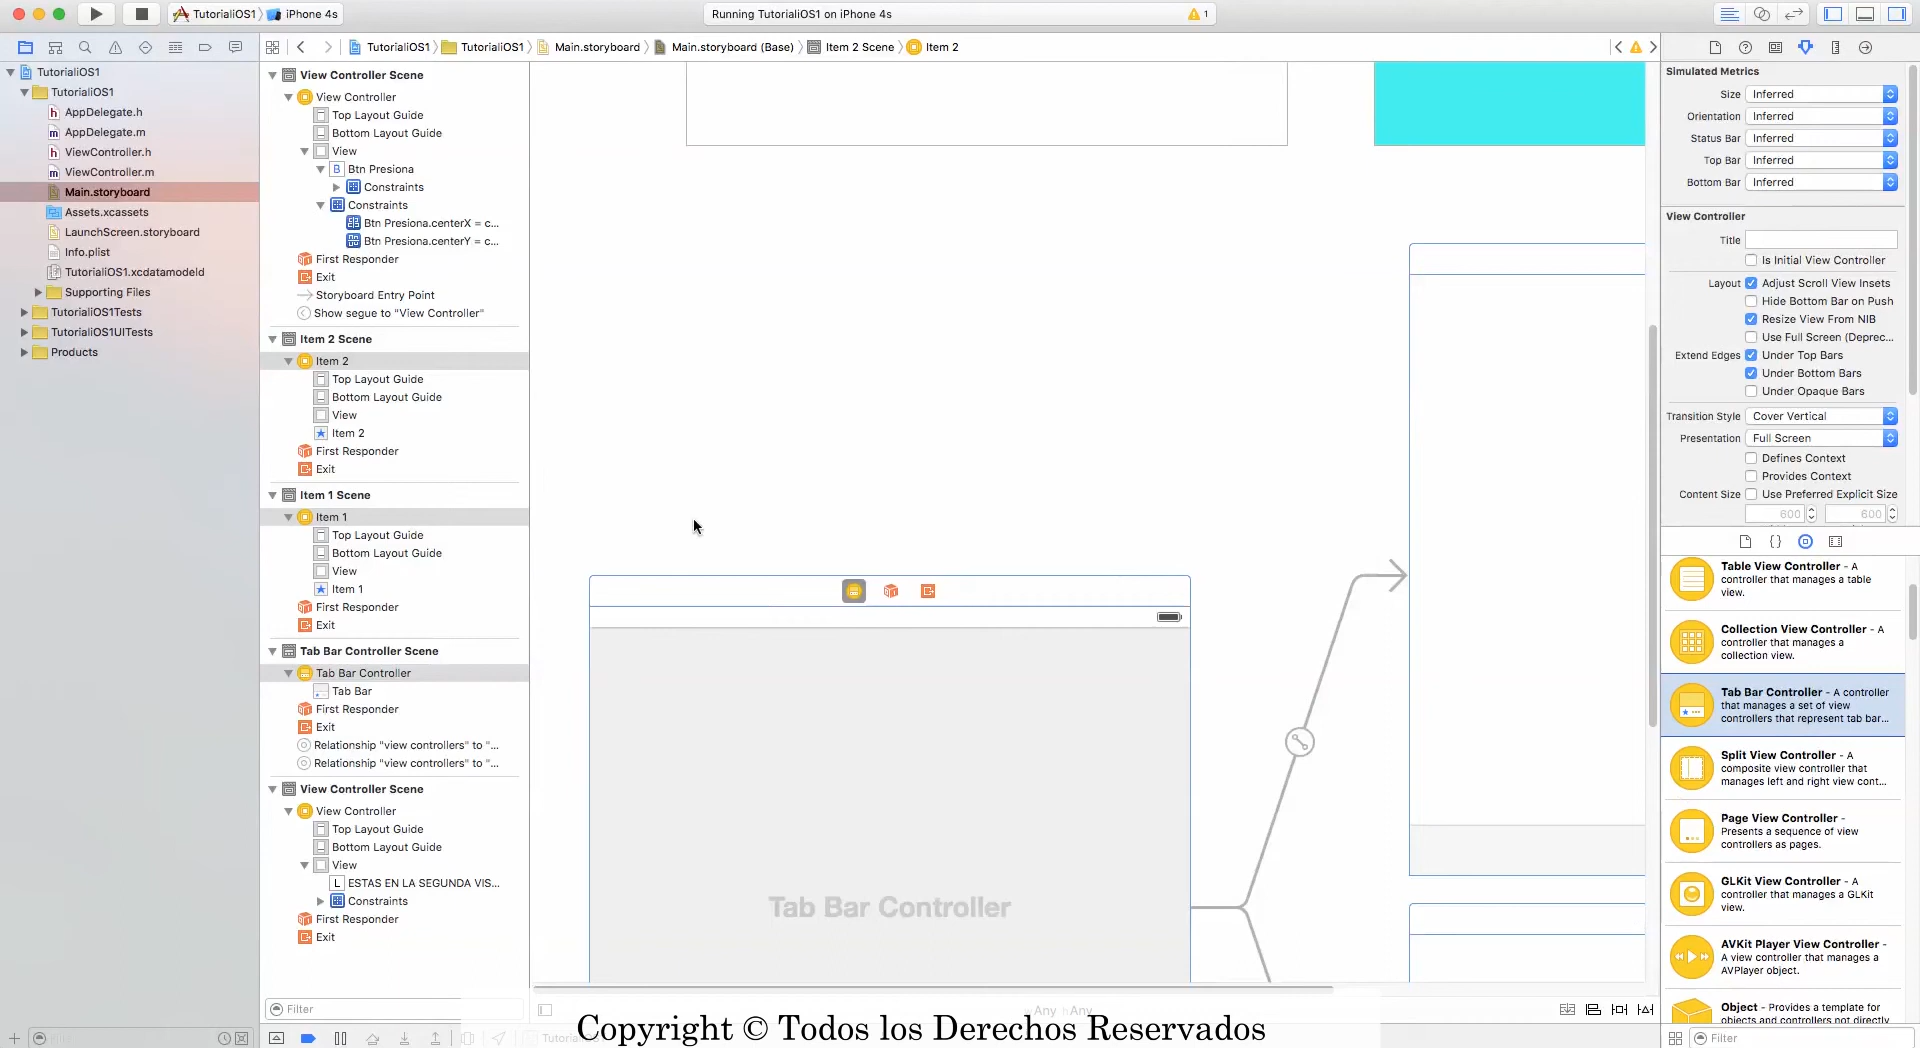 TutorialiOS1 iPhone 4s
Running TutorialiOS1 on iPhone 4s 1
TutorialiOS1 TutorialiOS1 Main.storyboard Main.storyboard (Base) Item 2 Scene Item 2
TutorialiOS1
TutorialiOS1
AppDelegate.h
AppDelegate.m
ViewController.h
ViewController.m
Main.storyboard
Assets.xcassets
LaunchScreen.storyboard
Info.plist
TutorialiOS1.xcdatamodeld
Supporting Files
TutorialiOS1Tests
TutorialiOS1UITests
Products
View Controller Scene
View Controller
Top Layout Guide
Bottom Layout Guide
View
B Btn Presiona
Constraints
Constraints
Btn Presiona.centerX = c...
Btn Presiona.centerY = c...
First Responder
Exit
Storyboard Entry Point
Show segue to "View Controller"
Item 2 Scene
Item 2
Top Layout Guide
Bottom Layout Guide
View
Item 2
First Responder
Exit
Item 1 Scene
Item 1
Top Layout Guide
Bottom Layout Guide
View
Item 1
First Responder
Exit
Tab Bar Controller Scene
Tab Bar Controller
Tab Bar
First Responder
Exit
Relationship "view controllers" to "...
Relationship "view controllers" to "...
View Controller Scene
View Controller
Top Layout Guide
Bottom Layout Guide
View
L ESTAS EN LA SEGUNDA VIS...
Constraints
First Responder
Exit
Filter
Tab Bar Controller
Any Any
Simulated Metrics
Size Inferred
Orientation Inferred
Status Bar Inferred
Top Bar Inferred
Bottom Bar Inferred
View Controller
Title
Is Initial View Controller
Layout Adjust Scroll View Insets
Hide Bottom Bar on Push
Resize View From NIB
Use Full Screen (Deprec...
Extend Edges Under Top Bars
Under Bottom Bars
Under Opaque Bars
Transition Style Cover Vertical
Presentation Full Screen
Defines Context
Provides Context
Content Size Use Preferred Explicit Size
600 600
Table View Controller - A
controller that manages a table
view.
Collection View Controller - A
controller that manages a
collection view.
Tab Bar Controller - A controller
that manages a set of view
controllers that represent tab bar...
Split View Controller - A
composite view controller that
manages left and right view cont...
Page View Controller -
Presents a sequence of view
controllers as pages.
GLKit View Controller - A
controller that manages a GLKit
view.
AVKit Player View Controller -
A view controller that manages a
AVPlayer object.
Object - Provides a template for
objects and controllers not directly
Filter
Copyright © Todos los Derechos Reservados